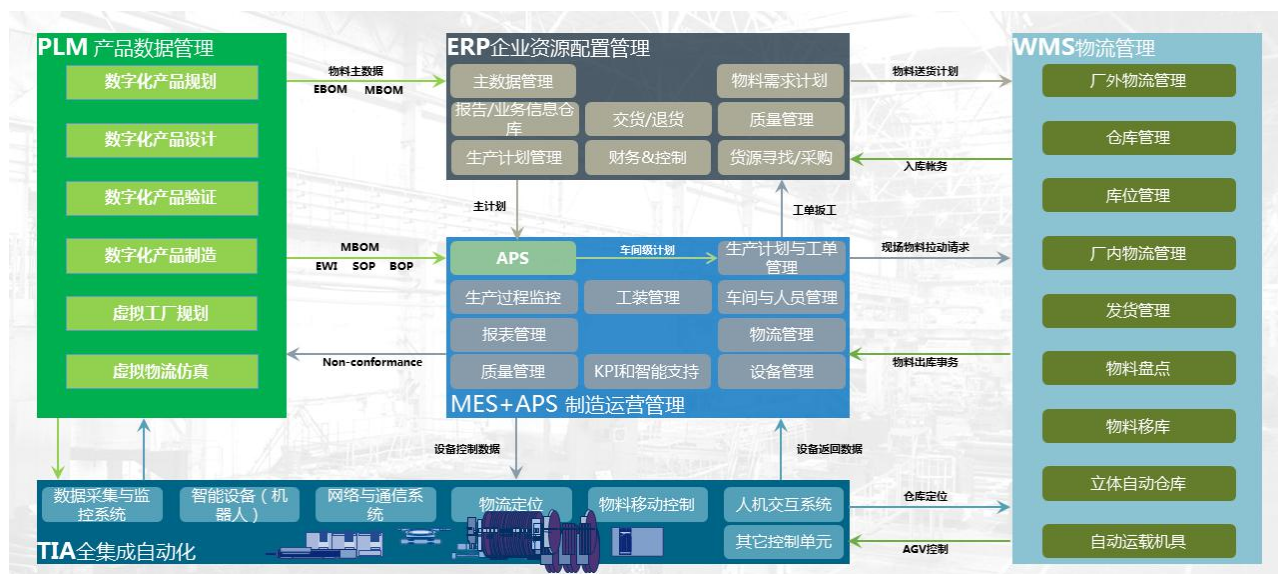 PLM 产品数据管理
数字化产品规划
数字化产品设计
数字化产品验证
数字化产品制造
虚拟工厂规划
虚拟物流仿真
物料主数据
EBOM MBOM
MBOM
EWI SOP BOP
Non-conformance
ERP企业资源配置管理
主数据管理
物料需求计划
报告/业务信息仓
库
交货/退货
质量管理
生产计划管理
财务&控制
货源寻找/采购
主计划
工单扳工
APS
车间级计划
生产计划与工单
管理
生产过程监控
工装管理
车间与人员管理
报表管理
物流管理
质量管理
KPI和智能支持
设备管理
MES+APS 制造运营管理
设备控制数据
设备返回数据
物料送货计划
入库帐务
现场物料拉动请求
物料出库事务
仓库定位
AGV控制
WMS物流管理
厂外物流管理
仓库管理
库位管理
厂内物流管理
发货管理
物料盘点
物料移库
立体自动仓库
自动运载机具
数据采集与监
控系统
智能设备（机
器人）
网络与通信系
统
物流定位
物料移动控制
人机交互系统
其它控制单元
TIA全集成自动化